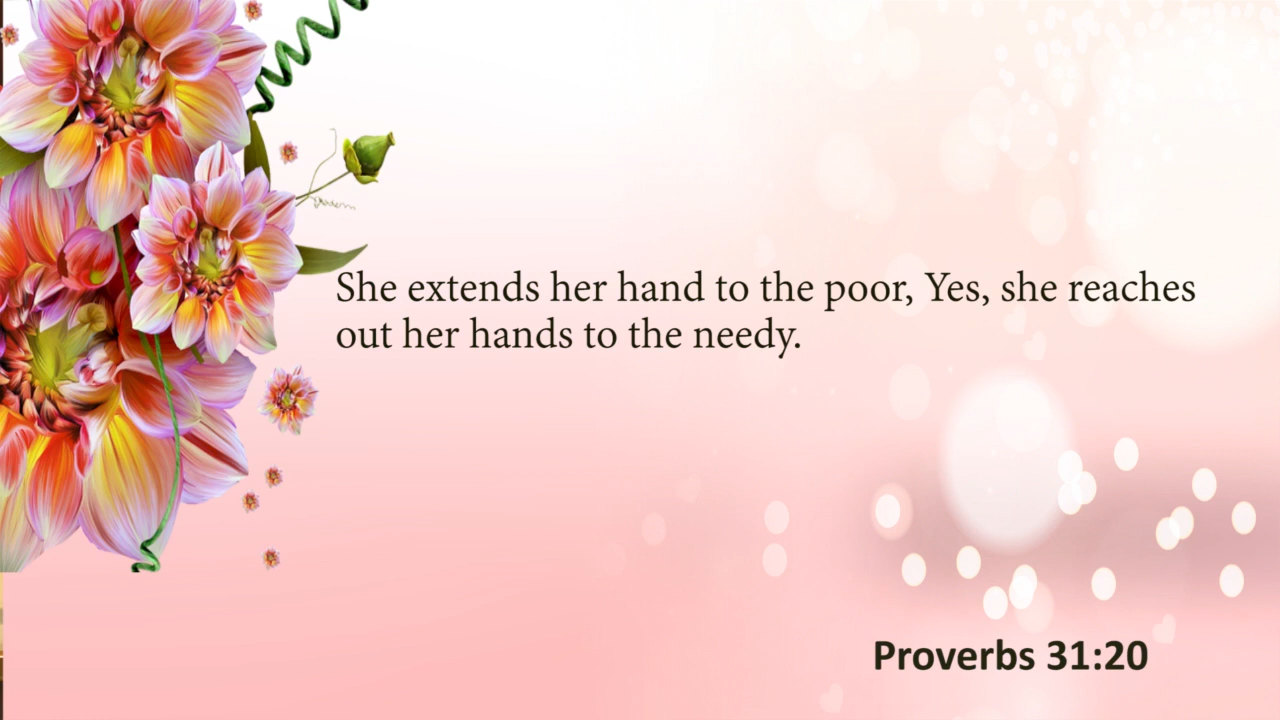 She extends her hand to the poor, Yes, she reaches
out her hands to the needy.
Proverbs 31:20